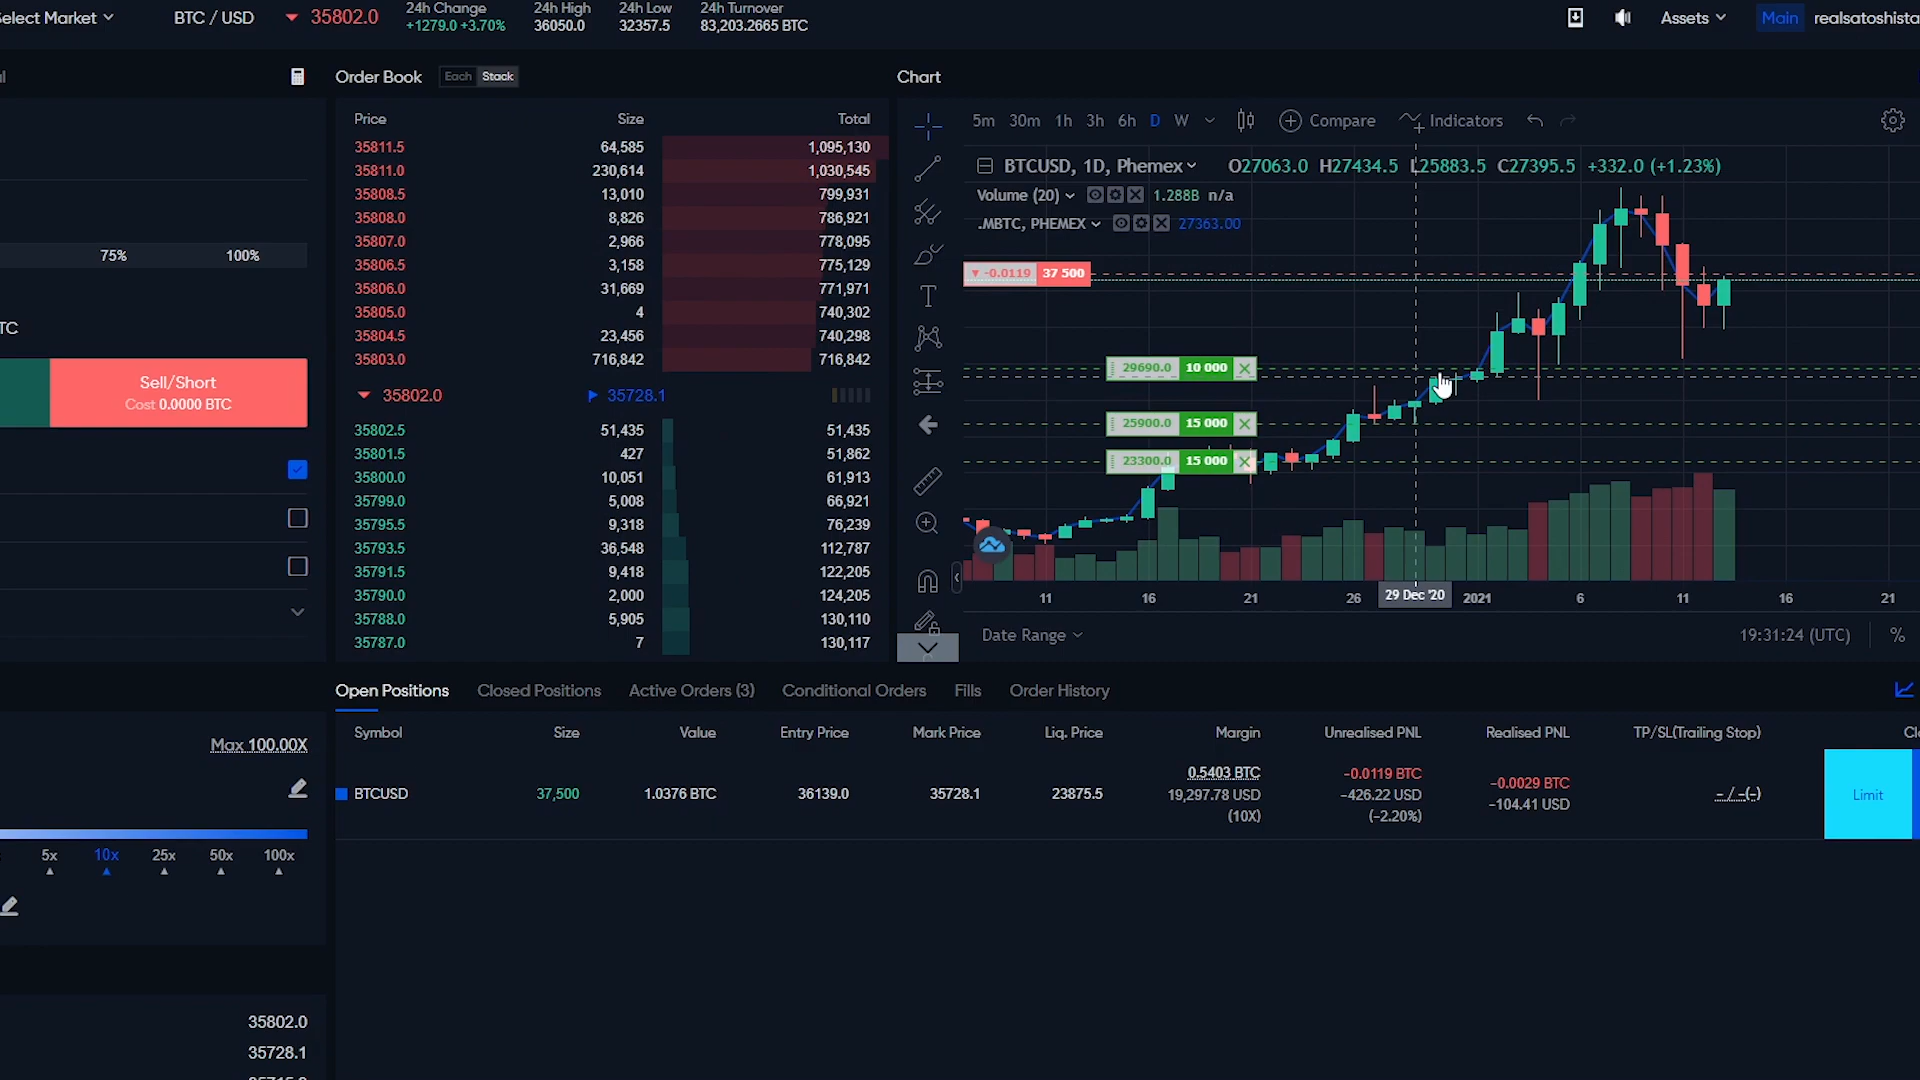 Select Market BTC / USD 35802.0 24h Change 24h High 24h Low 24h Turnover Assets Main realsatoshista
+1279.0 +3.70% 36050.0 32357.5 83,203.2665 BTC
Order Book Each Stack
Price Size Total
35811.5 64,585 1,095,130
35811.0 230,614 1,030,545
35808.5 13,010 799,931
35808.0 8,826 786,921
35807.0 2,966 778,095
35806.5 3,158 775,129
35806.0 31,669 771,971
35805.0 4 740,302
35804.5 23,456 740,298
35803.0 716,842 716,842
35802.0 35728.1
35802.5 51,435 51,435
35801.5 427 51,862
35800.0 10,051 61,913
35799.0 5,008 66,921
35795.5 9,318 76,239
35793.5 36,548 112,787
35791.5 9,418 122,205
35790.0 2,000 124,205
35788.0 5,905 130,110
35787.0 7 130,117
75% 100%
TC
Sell/Short
Cost 0.0000 BTC
Chart
5m 30m 1h 3h 6h D W Compare Indicators
BTCUSD, 1D, Phemex O27063.0 H27434.5 L25883.5 C27395.5 +332.0 (+1.23%)
Volume (20) 1.288B n/a
.MBTC, PHEMEX 27363.00
-0.0119 37 500
29690.0 10 000
25900.0 15 000
23300.0 15 000
11 16 21 26 29 Dec '20 2021 6 11 16 21
Date Range 19:31:24 (UTC) %
Open Positions Closed Positions Active Orders (3) Conditional Orders Fills Order History
Symbol Size Value Entry Price Mark Price Liq. Price Margin Unrealised PNL Realised PNL TP/SL(Trailing Stop) Clo
BTCUSD 37,500 1.0376 BTC 36139.0 35728.1 23875.5 0.5403 BTC -0.0119 BTC -0.0029 BTC - / -(-) Limit
19,297.78 USD -426.22 USD -104.41 USD
(10X) (-2.20%)
Max 100.00X
5x 10x 25x 50x 100x
35802.0
35728.1